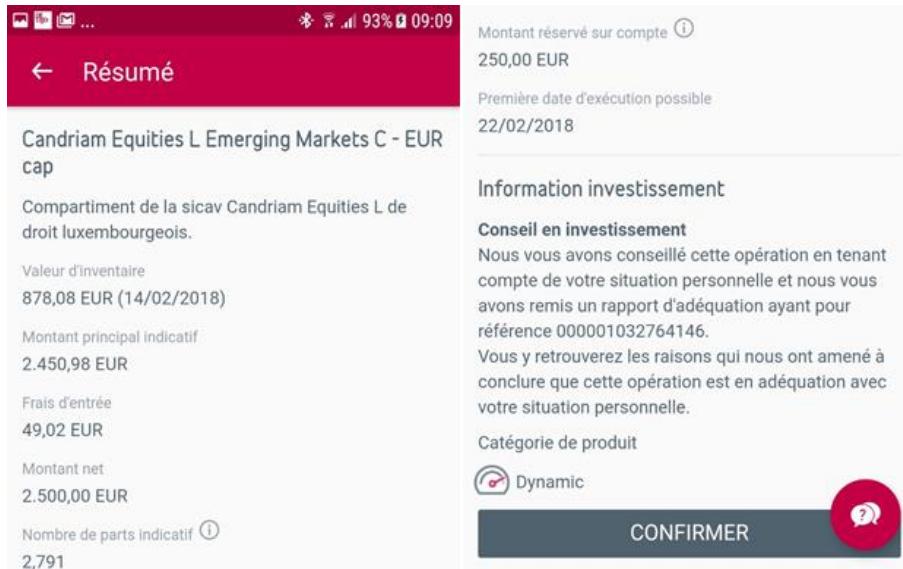 ... 93% 09:09
Résumé
Candriam Equities L Emerging Markets C - EUR
cap
Compartiment de la sicav Candriam Equities L de
droit luxembourgeois.
Valeur d'inventaire
878,08 EUR (14/02/2018)
Montant principal indicatif
2.450,98 EUR
Frais d'entrée
49,02 EUR
Montant net
2.500,00 EUR
Nombre de parts indicatif
2,791
Montant réservé sur compte
250,00 EUR
Première date d'exécution possible
22/02/2018
Information investissement
Conseil en investissement
Nous vous avons conseillé cette opération en tenant
compte de votre situation personnelle et nous vous
avons remis un rapport d'adéquation ayant pour
référence 000001032764146.
Vous y retrouverez les raisons qui nous ont amené à
conclure que cette opération est en adéquation avec
votre situation personnelle.
Catégorie de produit
Dynamic
CONFIRMER